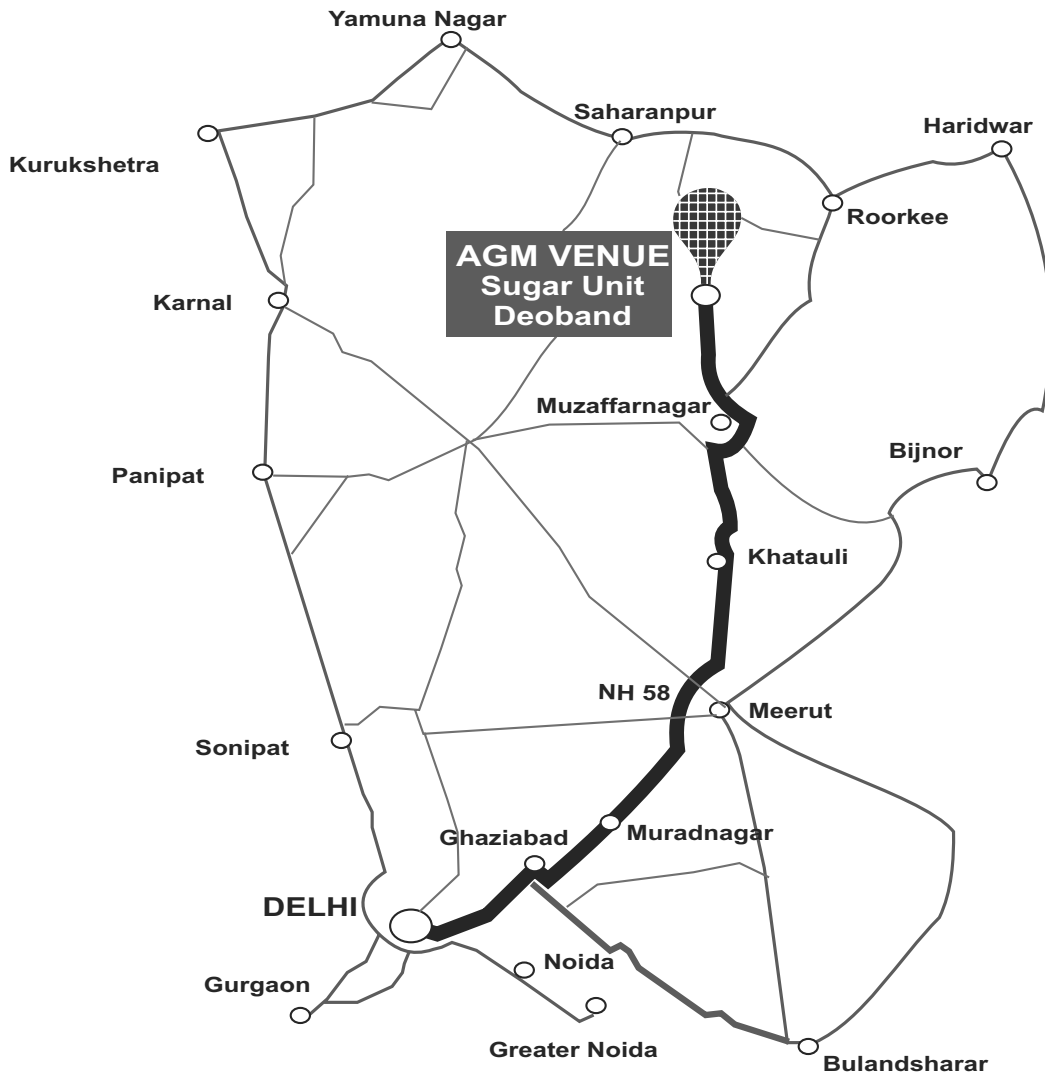 Yamuna Nagar
Saharanpur
Haridwar
Kurukshetra
Roorkee
AGM VENUE
Sugar Unit
Deoband
Karnal
Muzaffarnagar
Bijnor
Panipat
Khatauli
NH 58
Meerut
Sonipat
Ghaziabad
Muradnagar
DELHI
Noida
Gurgaon
Greater Noida
Bulandsharar